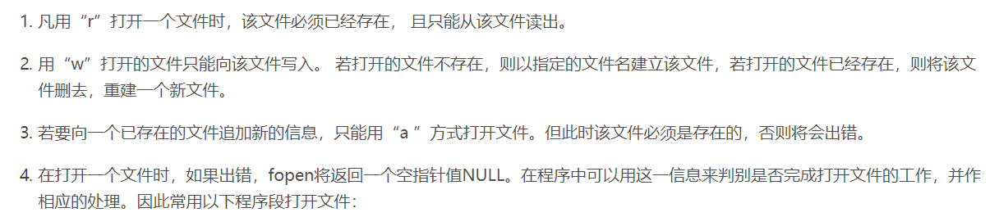 1. 凡用“r”打开一个文件时，该文件必须已经存在， 且只能从该文件读出。
2. 用“w”打开的文件只能向该文件写入。 若打开的文件不存在，则以指定的文件名建立该文件，若打开的文件已经存在，则将该文
件删去，重建一个新文件。
3. 若要向一个已存在的文件追加新的信息，只能用“a ”方式打开文件。但此时该文件必须是存在的，否则将会出错。
4. 在打开一个文件时，如果出错，fopen将返回一个空指针值NULL。在程序中可以用这一信息来判别是否完成打开文件的工作，并作
相应的处理。因此常用以下程序段打开文件：